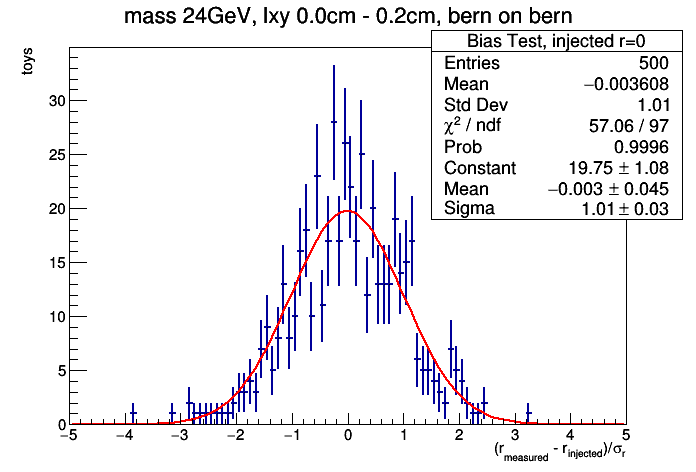 mass 24GeV, lxy 0.0cm - 0.2cm, bern on bern
toys
Bias Test, injected r=0
Entries 500
Mean −0.003608
Std Dev 1.01
χ² / ndf 57.06 / 97
Prob 0.9996
Constant 19.75 ± 1.08
Mean −0.003 ± 0.045
Sigma 1.01 ± 0.03
30
25
20
15
10
5
0
−5 −4 −3 −2 −1 0 1 2 3 4 5
(r_measured - r_injected)/σ_r